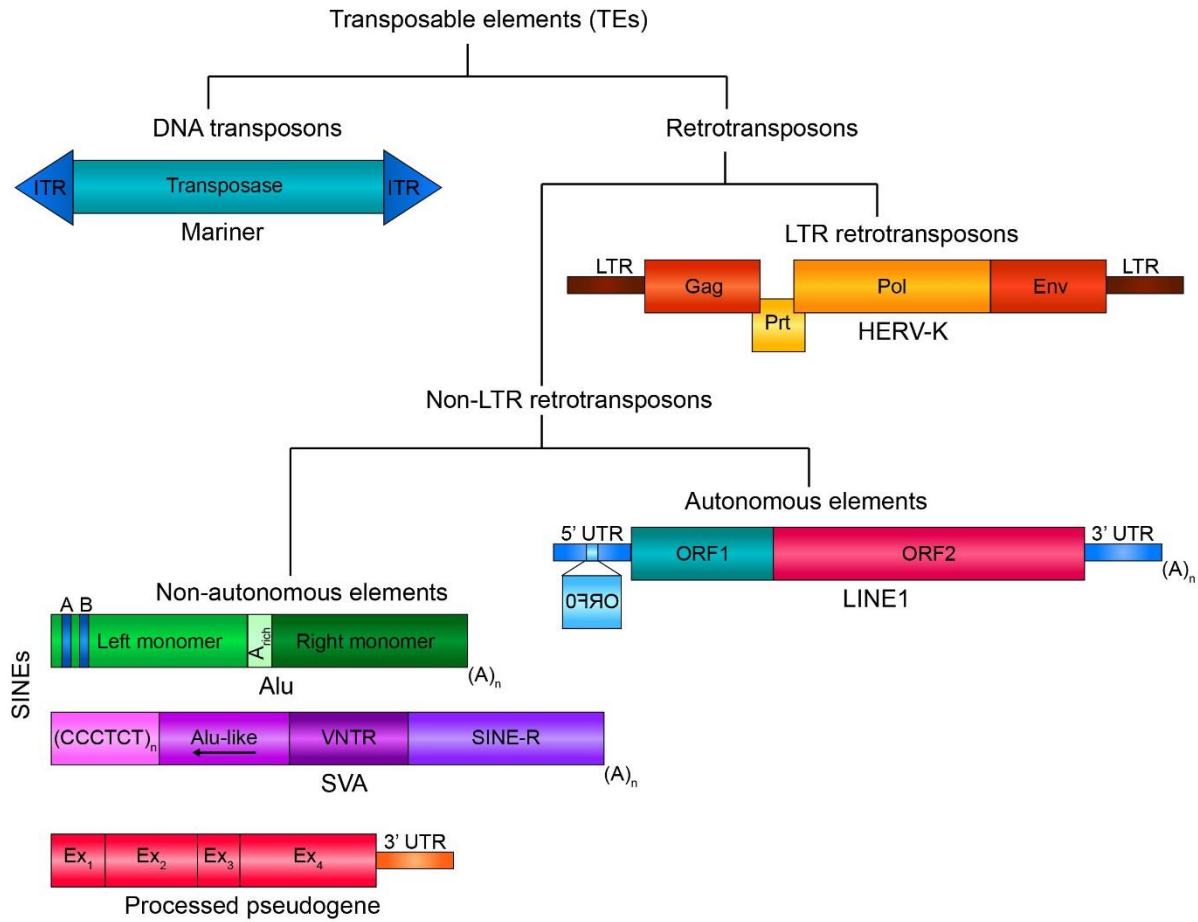 Transposable elements (TEs)
DNA transposons
Retrotransposons
ITR
Transposase
ITR
Mariner
LTR retrotransposons
LTR
Gag
Prt
Pol
Env
LTR
HERV-K
Non-LTR retrotransposons
Autonomous elements
5’ UTR
ORF1
ORF2
3’ UTR
(A)n
ORF0
LINE1
Non-autonomous elements
SINEs
A
B
Left monomer
Arich
Right monomer
(A)n
Alu
(CCCTCT)n
Alu-like
VNTR
SINE-R
(A)n
SVA
Ex1
Ex2
Ex3
Ex4
3’ UTR
Processed pseudogene